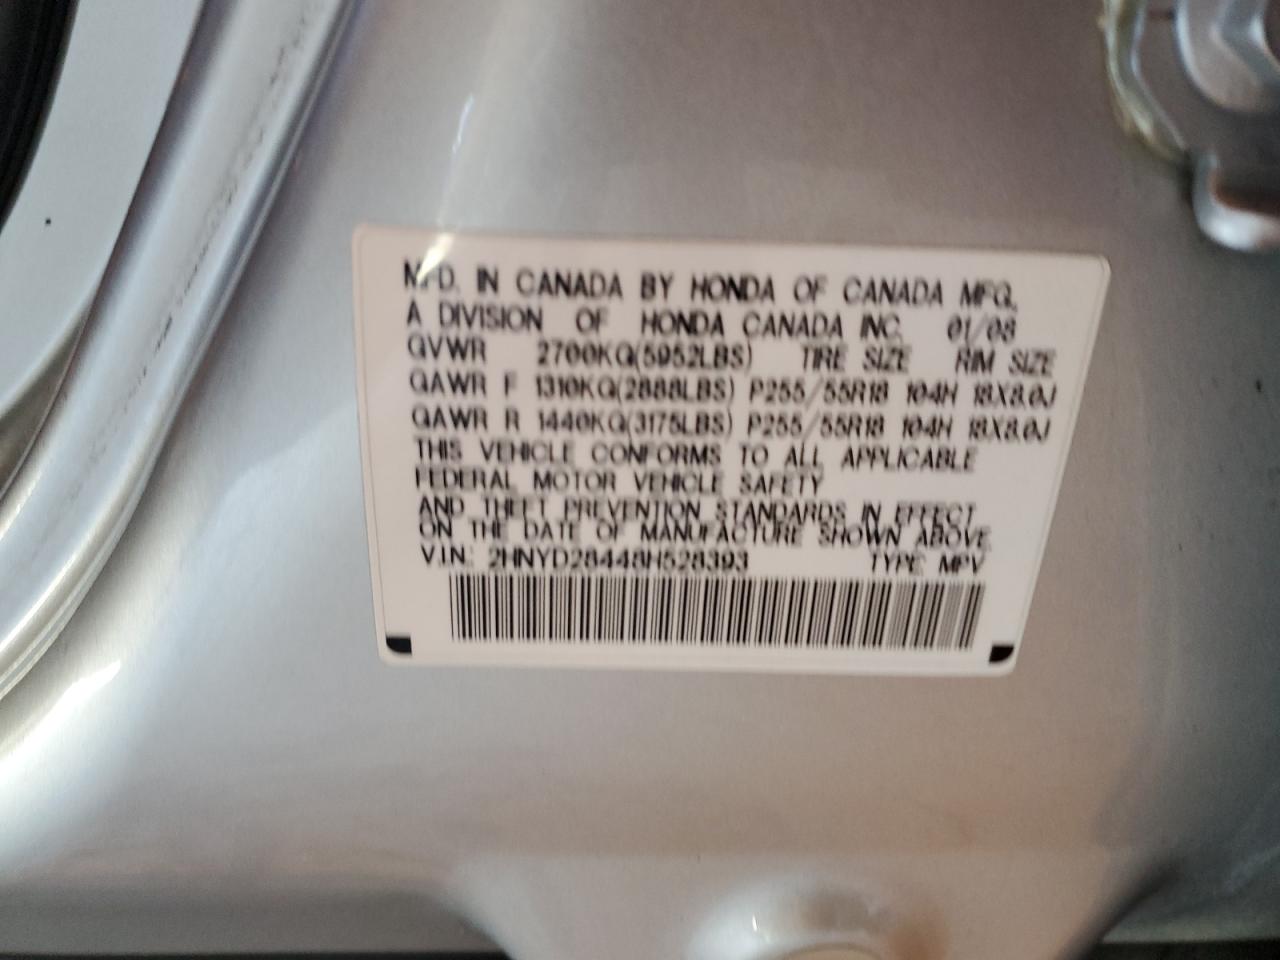 MFD. IN CANADA BY HONDA OF CANADA MFG.
A DIVISION OF HONDA CANADA INC. 01/08
GVWR 2700KG(5952LBS) TIRE SIZE RIM SIZE
GAWR F 1310KG(2888LBS) P255/55R18 104H 18X8.0J
GAWR R 1440KG(3175LBS) P255/55R18 104H 18X8.0J
THIS VEHICLE CONFORMS TO ALL APPLICABLE
FEDERAL MOTOR VEHICLE SAFETY
AND THEFT PREVENTION STANDARDS IN EFFECT
ON THE DATE OF MANUFACTURE SHOWN ABOVE.
V.I.N.: 2HNYD28448H528393 TYPE: MPV